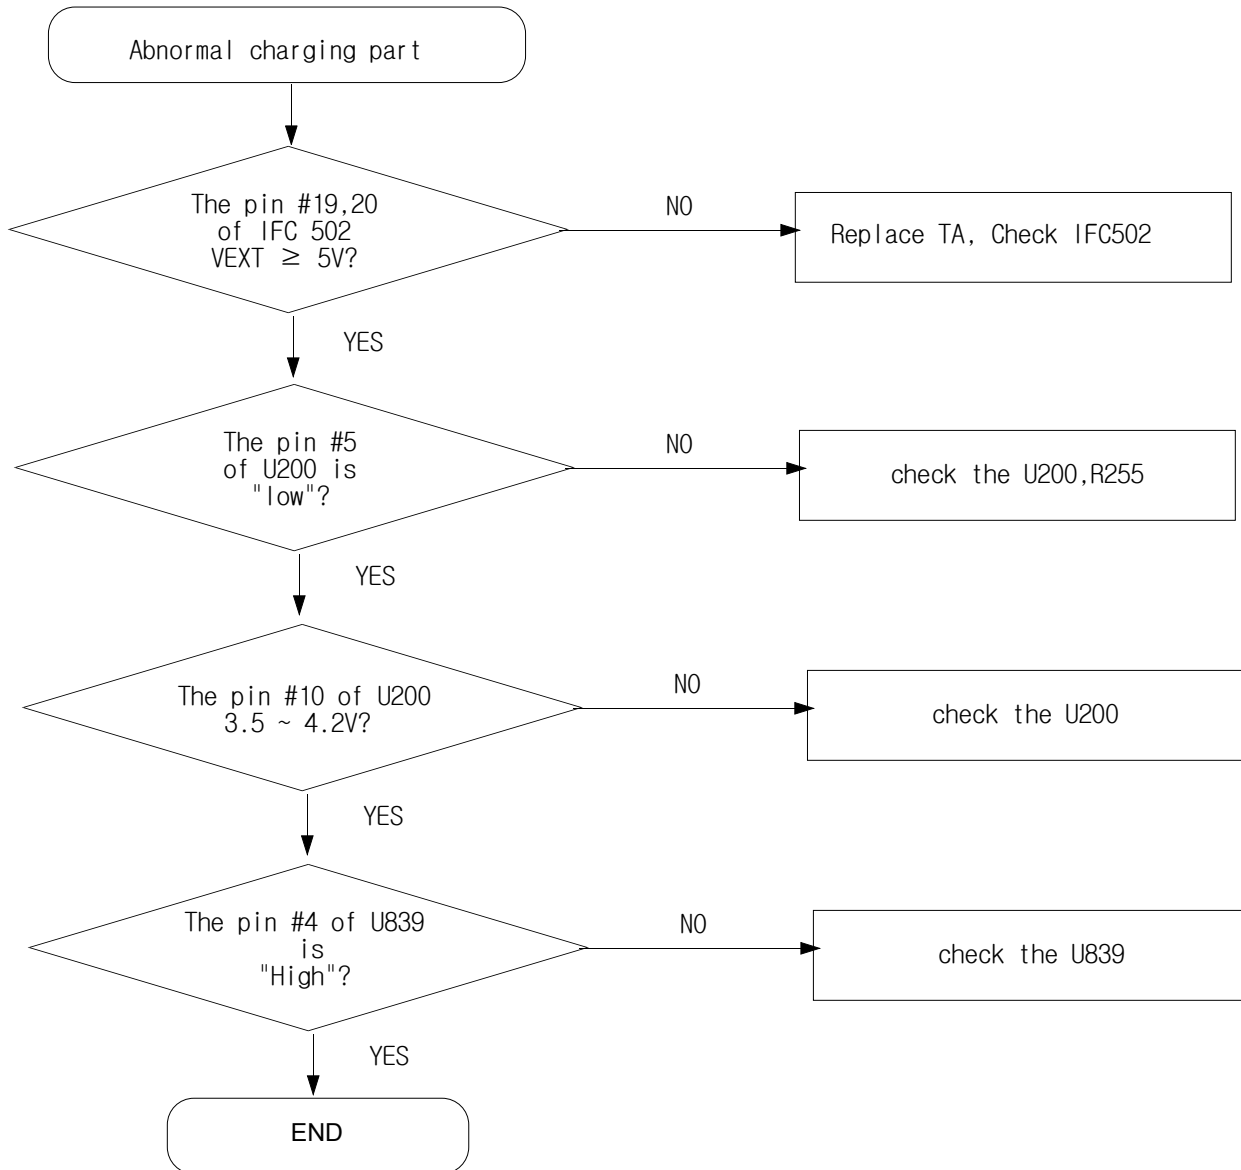 Abnormal charging part
The pin #19,20
of IFC 502
VEXT ≥ 5V?
NO
Replace TA, Check IFC502
YES
The pin #5
of U200 is
"low"?
NO
check the U200,R255
YES
The pin #10 of U200
3.5 ~ 4.2V?
NO
check the U200
YES
The pin #4 of U839
is
"High"?
NO
check the U839
YES
END